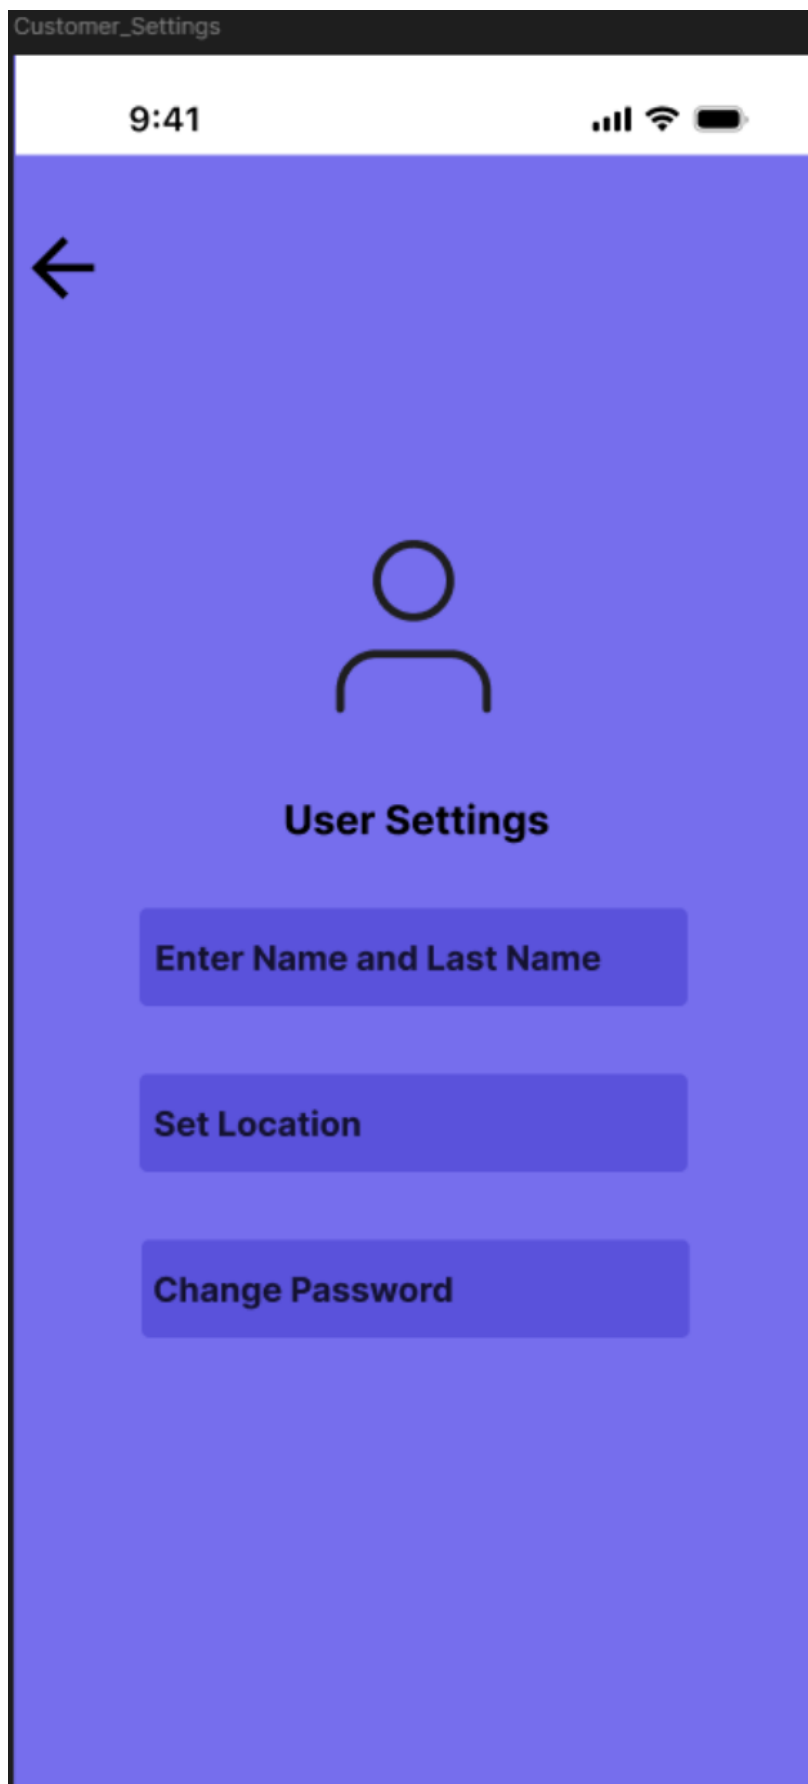 Customer_Settings
9:41
User Settings
Enter Name and Last Name
Set Location
Change Password